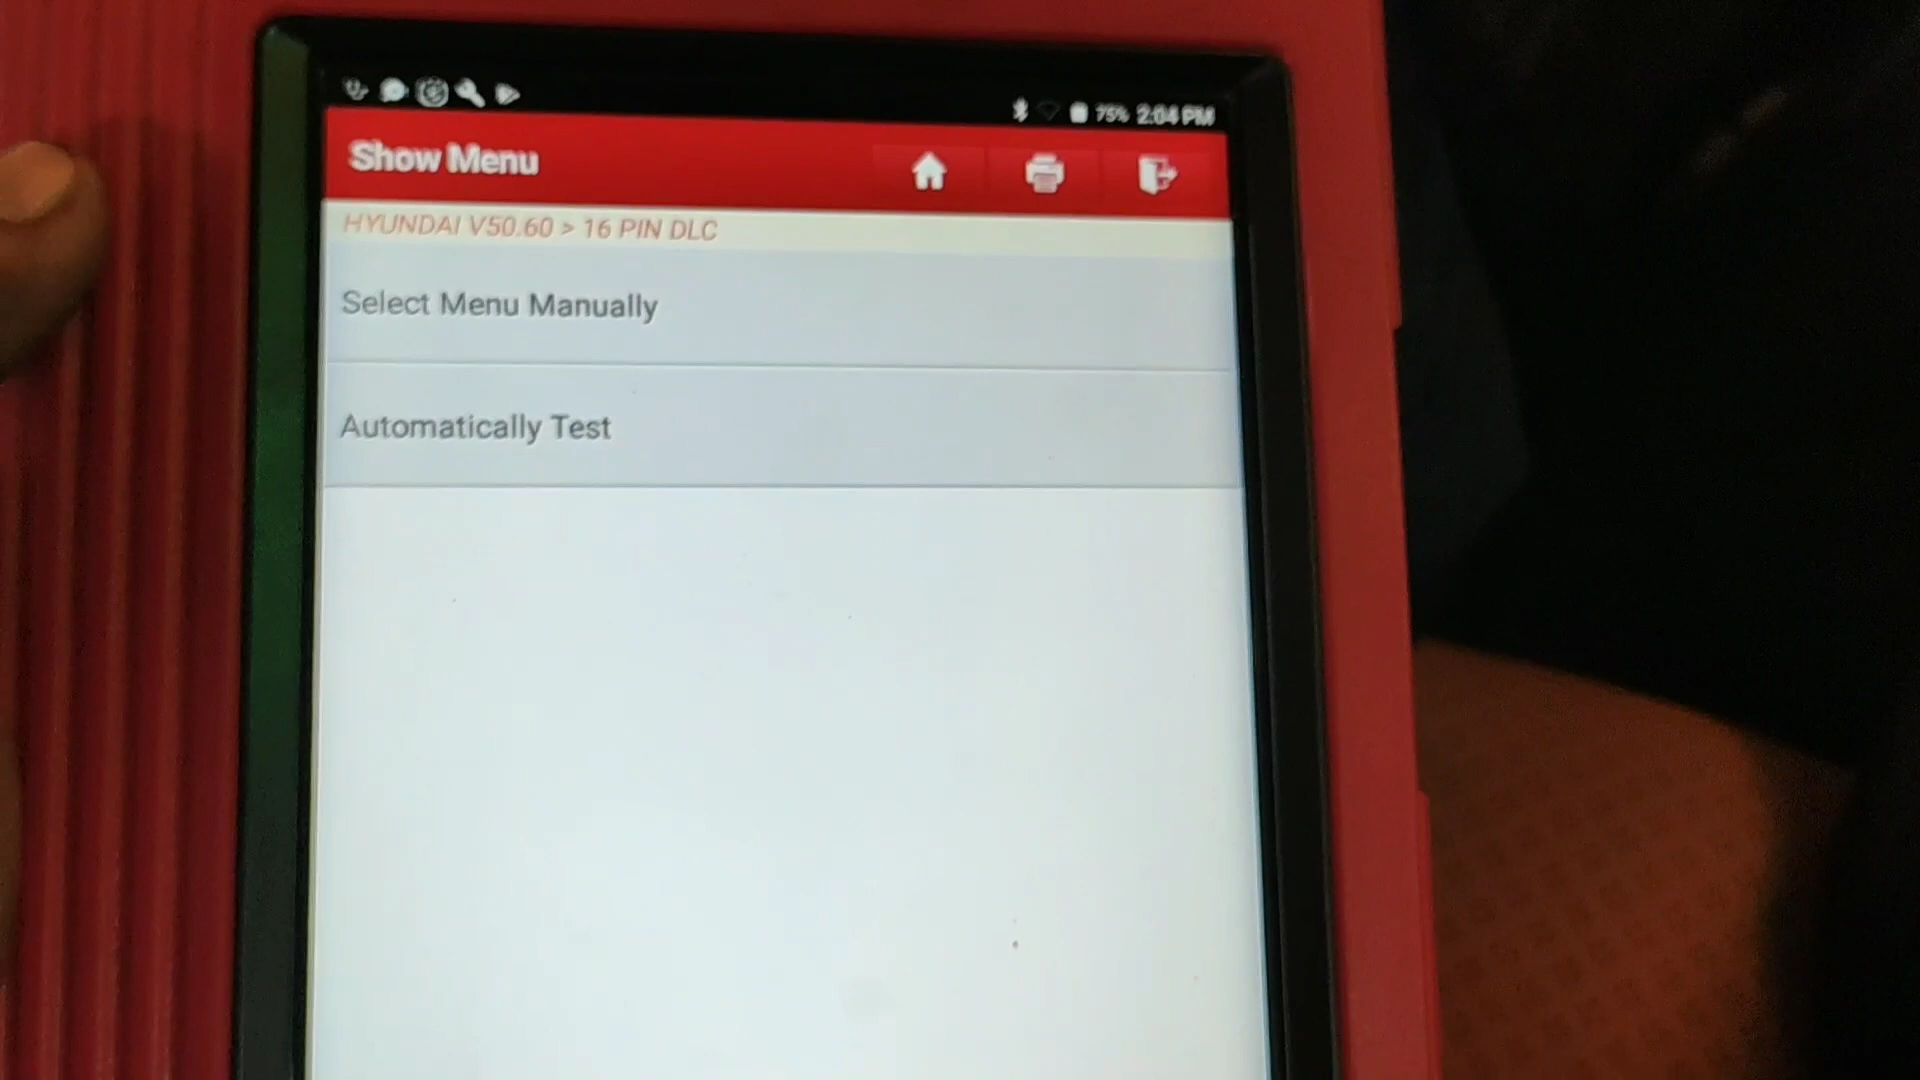 75% 2:04 PM
Show Menu
HYUNDAI V50.60 > 16 PIN DLC
Select Menu Manually
Automatically Test